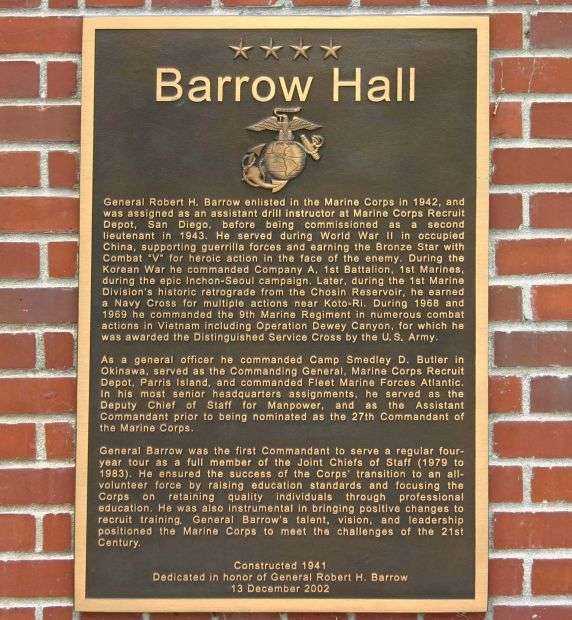 Barrow Hall
General Robert H. Barrow enlisted in the Marine Corps in 1942, and
was assigned as an assistant drill instructor at Marine Corps Recruit
Depot, San Diego, before being commissioned as a second
lieutenant in 1943. He served during World War II in occupied
China, supporting guerrilla forces and earning the Bronze Star with
Combat "V" for heroic action in the face of the enemy. During the
Korean War he commanded Company A, 1st Battalion, 1st Marines,
during the epic Inchon-Seoul campaign. Later, during the 1st Marine
Division's historic retrograde from the Chosin Reservoir, he earned
a Navy Cross for multiple actions near Koto-Ri. During 1968 and
1969 he commanded the 9th Marine Regiment in numerous combat
actions in Vietnam including Operation Dewey Canyon, for which he
was awarded the Distinguished Service Cross by the U.S. Army.
As a general officer he commanded Camp Smedley D. Butler in
Okinawa, served as the Commanding General, Marine Corps Recruit
Depot, Parris Island, and commanded Fleet Marine Forces Atlantic.
In his most senior headquarters assignments, he served as the
Deputy Chief of Staff for Manpower, and as the Assistant
Commandant prior to being nominated as the 27th Commandant of
the Marine Corps.
General Barrow was the first Commandant to serve a regular four-
year tour as a full member of the Joint Chiefs of Staff (1979 to
1983). He ensured the success of the Corps' transition to an all-
volunteer force by raising education standards and focusing the
Corps on retaining quality individuals through professional
education. He was also instrumental in bringing positive changes to
recruit training. General Barrow's talent, vision, and leadership
positioned the Marine Corps to meet the challenges of the 21st
Century.
Constructed 1941
Dedicated in honor of General Robert H. Barrow
13 December 2002